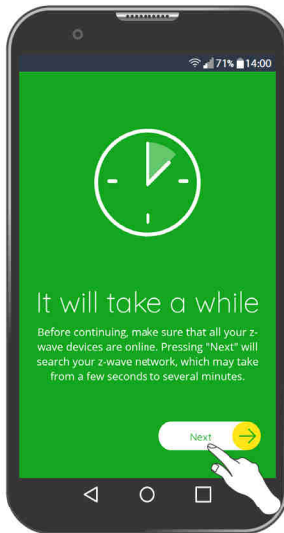 71% 14:00
It will take a while
Before continuing, make sure that all your z-
wave devices are online. Pressing "Next" will
search your z-wave network, which may take
from a few seconds to several minutes.
Next